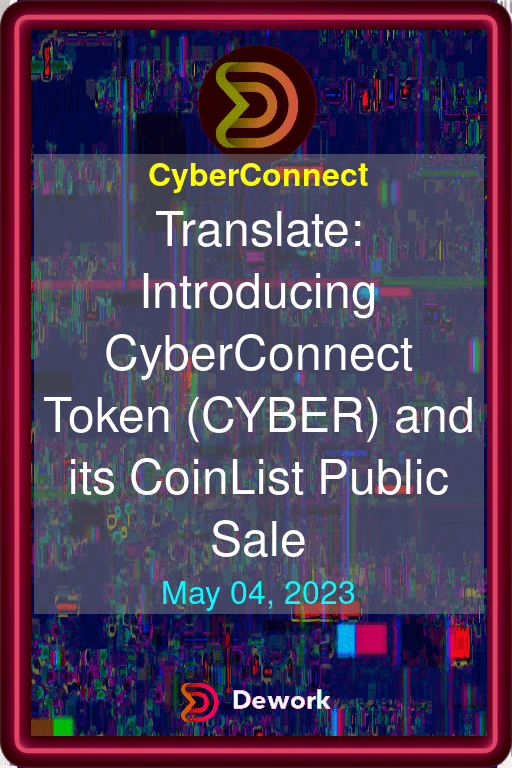 CyberConnect
Translate:
Introducing
CyberConnect
Token (CYBER) and
its CoinList Public
Sale
May 04, 2023
Dework